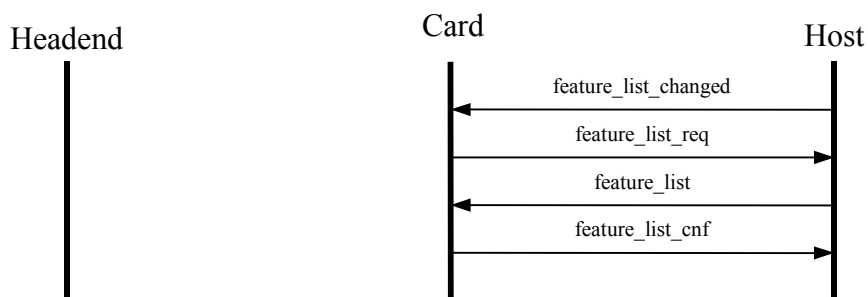 Headend
Card
Host
feature_list_changed
feature_list_req
feature_list
feature_list_cnf